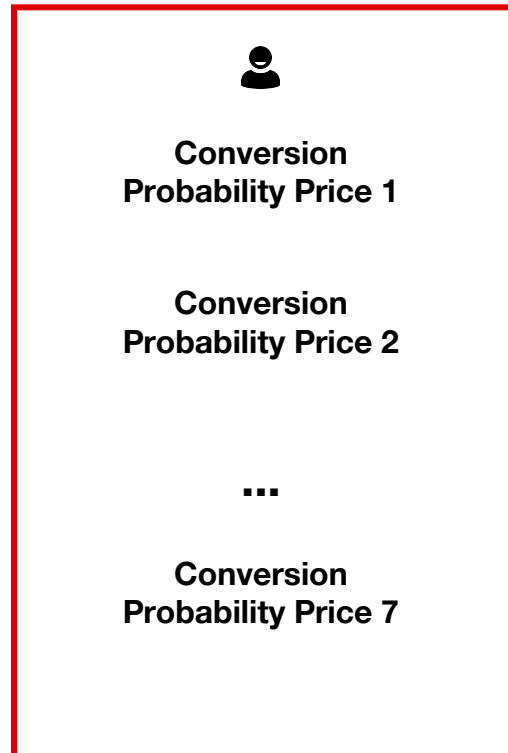 Conversion
Probability Price 1
Conversion
Probability Price 2
...
Conversion
Probability Price 7